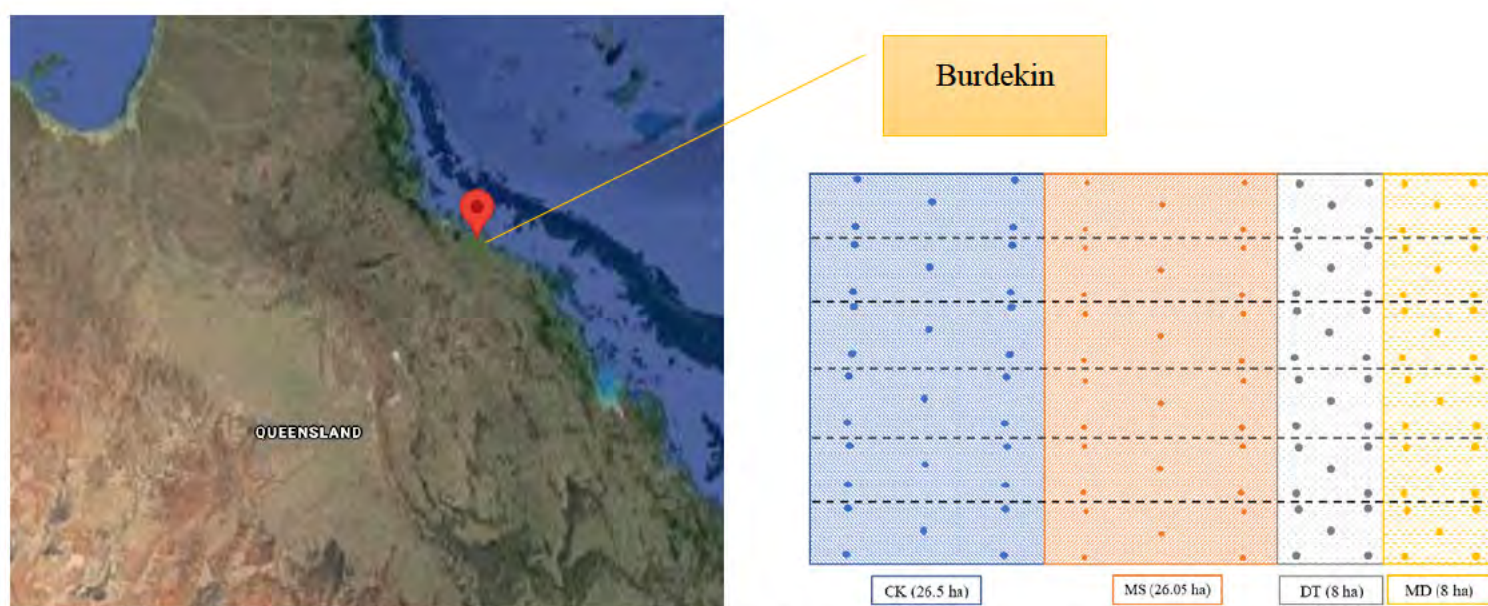 Burdekin
QUEENSLAND
CK (26.5 ha)
MS (26.05 ha)
DT (8 ha)
MD (8 ha)